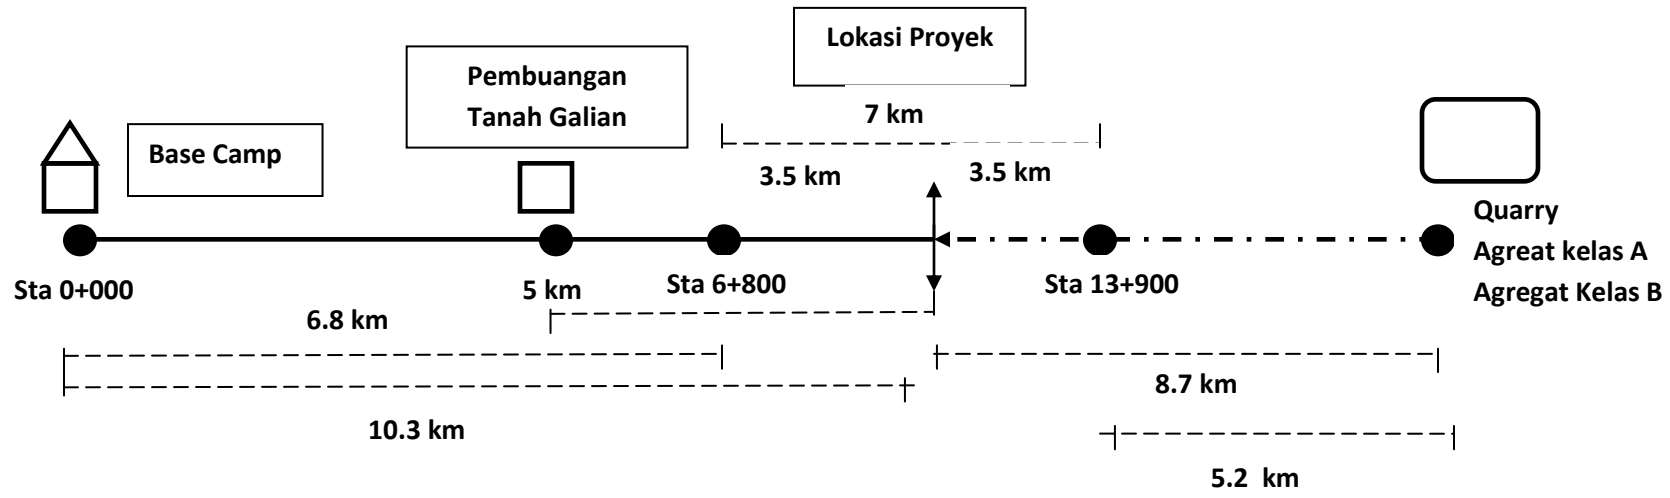 Lokasi Proyek
Pembuangan
Tanah Galian
7 km
Base Camp
3.5 km
3.5 km
Quarry
Agreat kelas A
Agregat Kelas B
Sta 0+000
5 km
Sta 6+800
Sta 13+900
6.8 km
8.7 km
10.3 km
5.2 km